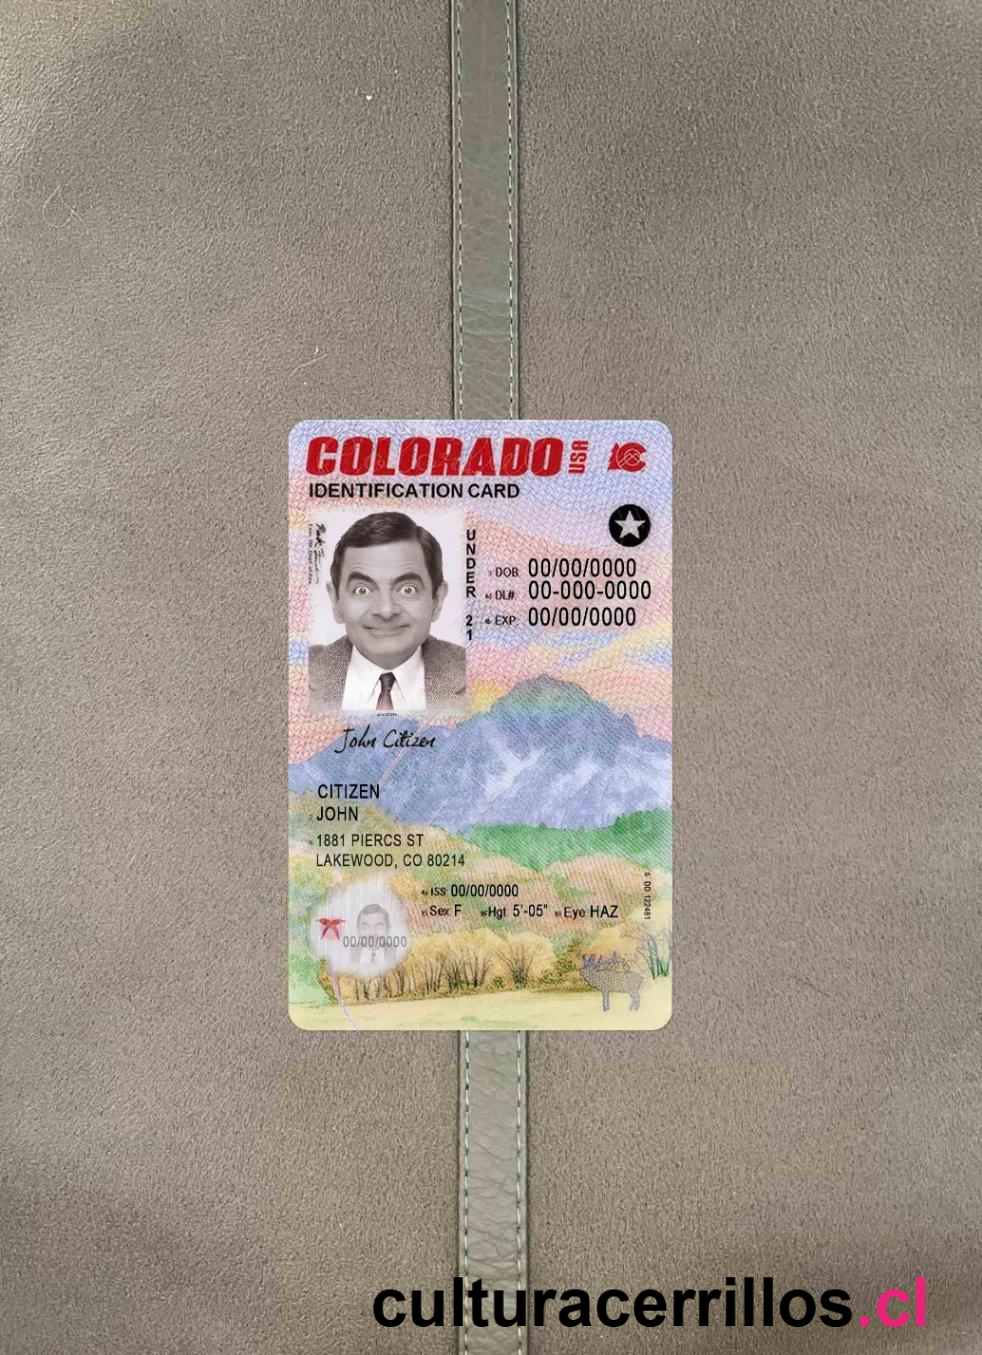 COLORADO USA
IDENTIFICATION CARD
UNDER 21
DOB 00/00/0000
DL# 00-000-0000
EXP 00/00/0000
John Citizen
CITIZEN
JOHN
1881 PIERCS ST
LAKEWOOD, CO 80214
ISS 00/00/0000
Sex F Hgt 5'-05" Eye HAZ
00/00/0000
culturacerrillos.cl